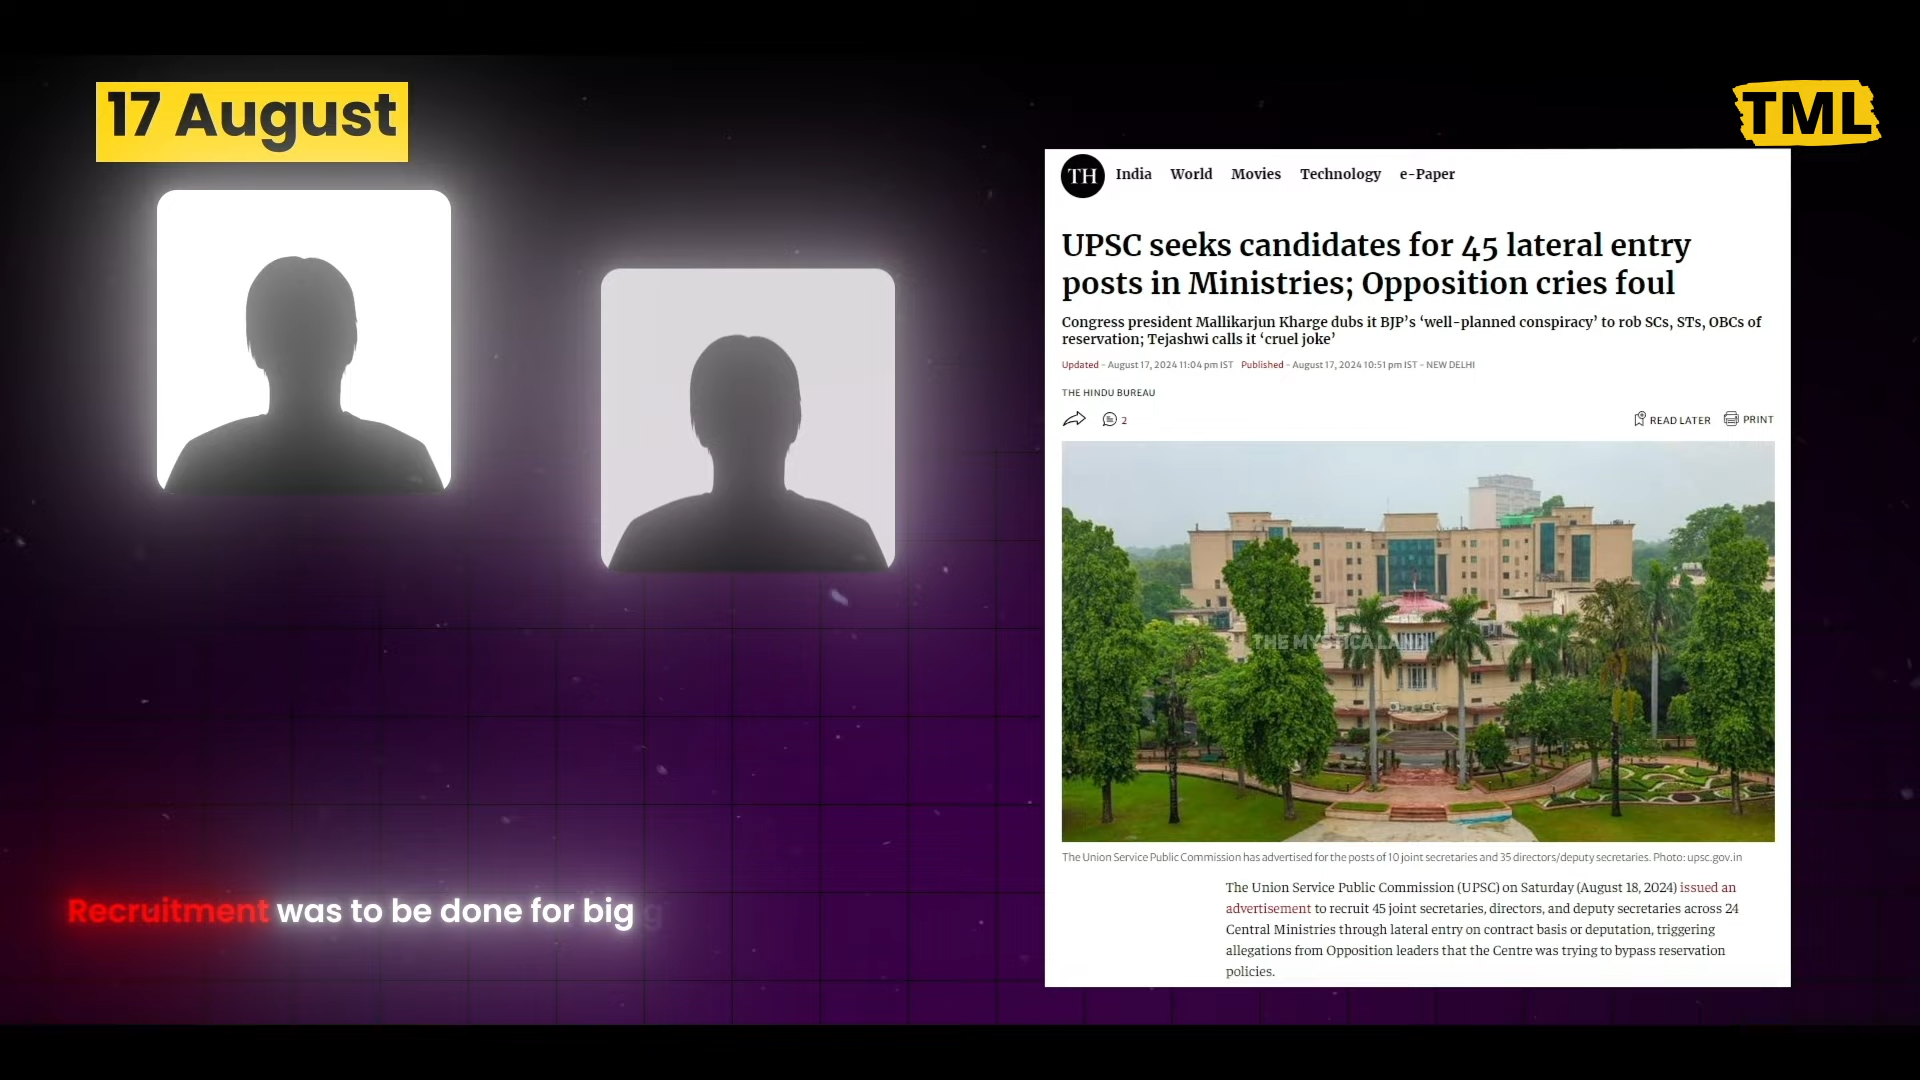 17 August
TML
TH India World Movies Technology e-Paper
UPSC seeks candidates for 45 lateral entry
posts in Ministries; Opposition cries foul
Congress president Mallikarjun Kharge dubs it BJP's ‘well-planned conspiracy’ to rob SCs, STs, OBCs of
reservation; Tejashwi calls it ‘cruel joke’
Updated - August 17, 2024 11:04 pm IST Published - August 17, 2024 10:51 pm IST - NEW DELHI
THE HINDU BUREAU
2 READ LATER PRINT
THE MYSTICA LAND
The Union Service Public Commission has advertised for the posts of 10 joint secretaries and 35 directors/deputy secretaries. Photo: upsc.gov.in
The Union Service Public Commission (UPSC) on Saturday (August 18, 2024) issued an
advertisement to recruit 45 joint secretaries, directors, and deputy secretaries across 24
Central Ministries through lateral entry on contract basis or deputation, triggering
allegations from Opposition leaders that the Centre was trying to bypass reservation
policies.
Recruitment was to be done for big